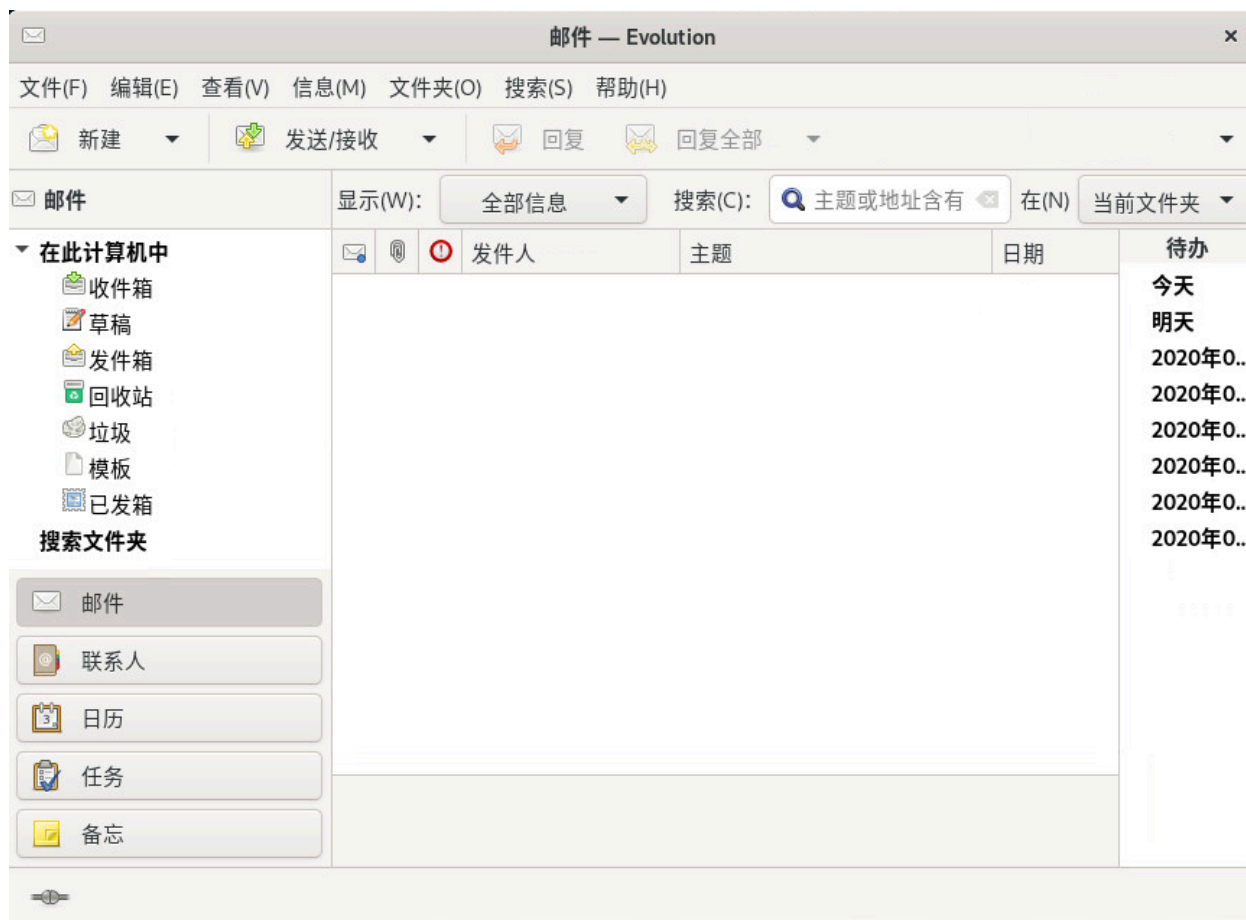 邮件 — Evolution
文件(F) 编辑(E) 查看(V) 信息(M) 文件夹(O) 搜索(S) 帮助(H)
新建 发送/接收 回复 回复全部
邮件 显示(W): 全部信息 搜索(C): 主题或地址含有 在(N) 当前文件夹
在此计算机中 发件人 主题 日期 待办
收件箱 今天
草稿 明天
发件箱 2020年0..
回收站 2020年0..
垃圾 2020年0..
模板 2020年0..
已发箱 2020年0..
搜索文件夹 2020年0..
邮件
联系人
日历
任务
备忘